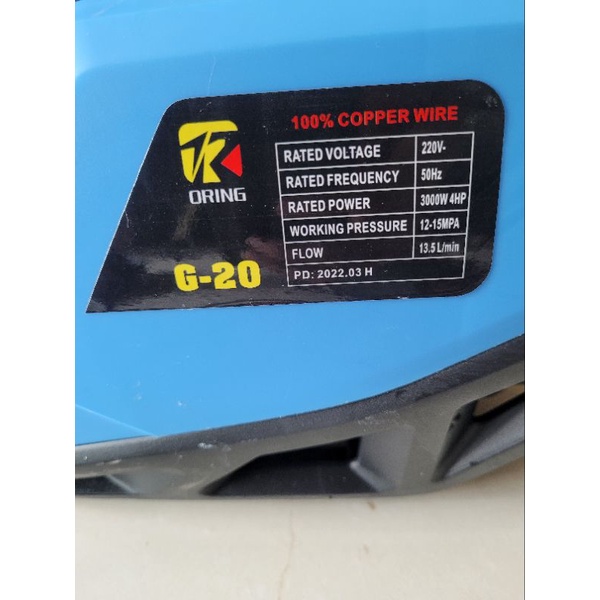 100% COPPER WIRE
RATED VOLTAGE 220V-
RATED FREQUENCY 50Hz
RATED POWER 3000W 4HP
WORKING PRESSURE 12-15MPA
FLOW 13.5 L/min
PD: 2022.03 H
ORING
G-20